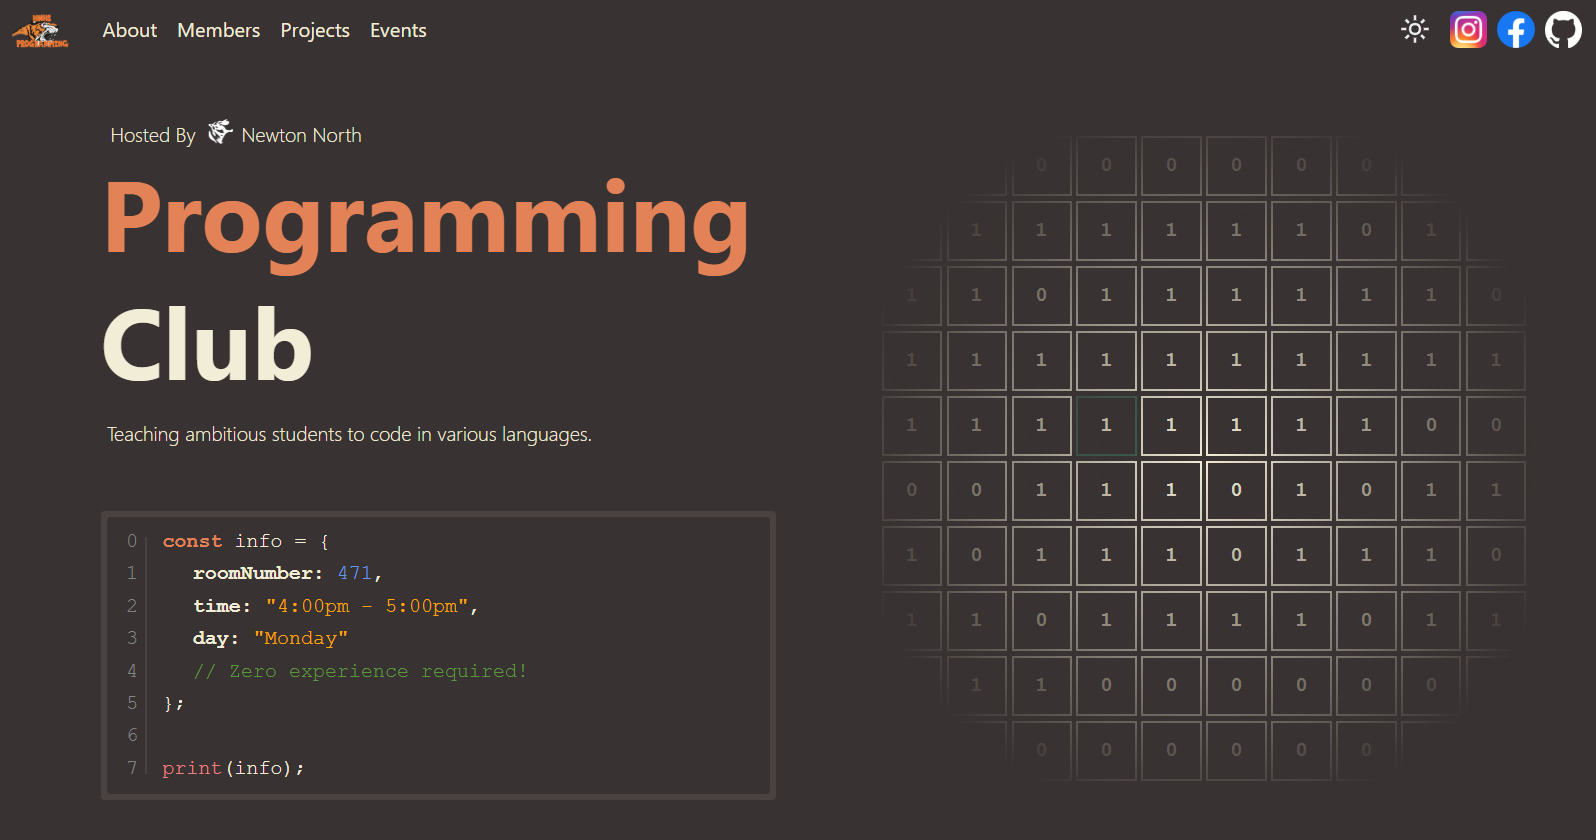 NNHS
PROGRAMMING
About Members Projects Events
Hosted By Newton North
Programming
Club
Teaching ambitious students to code in various languages.
0 const info = {
1 roomNumber: 471,
2 time: "4:00pm - 5:00pm",
3 day: "Monday"
4 // Zero experience required!
5 };
6
7 print(info);
0 0 0 0 0 0
1 1 1 1 1 1 0 1
1 1 0 1 1 1 1 1 1 0
1 1 1 1 1 1 1 1 1 1
1 1 1 1 1 1 1 1 0 0
0 0 1 1 1 0 1 0 1 1
1 0 1 1 1 0 1 1 1 0
1 1 0 1 1 1 1 0 1 1
1 1 0 0 0 0 0 0
0 0 0 0 0 0